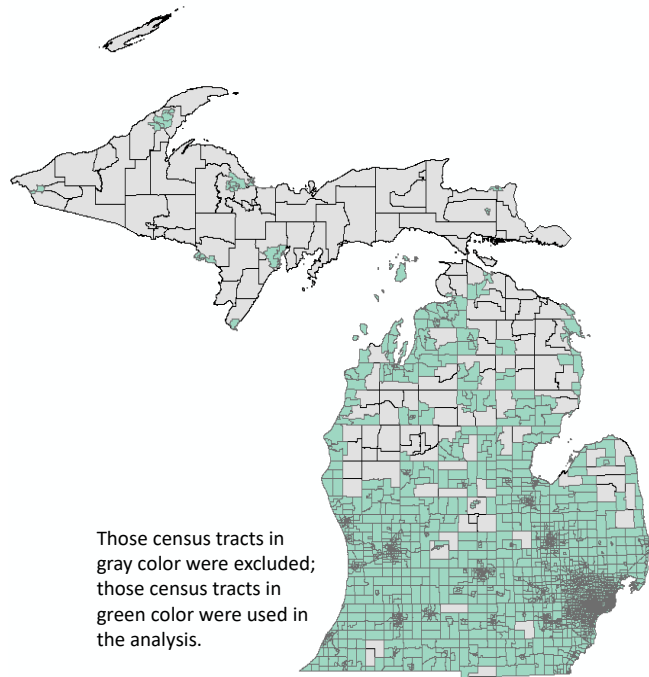 Those census tracts in
gray color were excluded;
those census tracts in
green color were used in
the analysis.